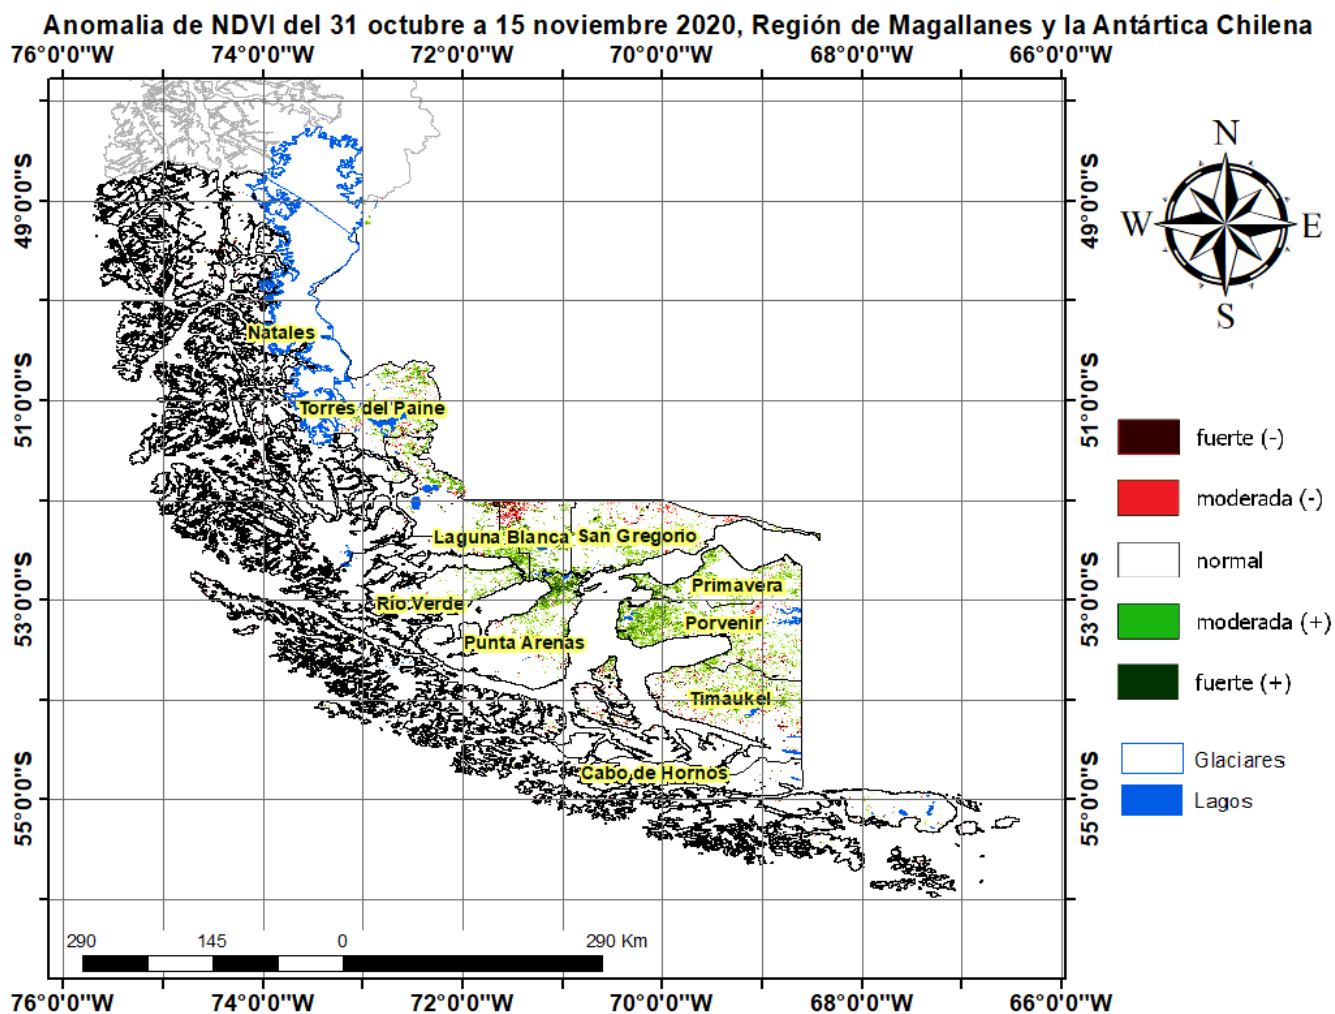 Anomalia de NDVI del 31 octubre a 15 noviembre 2020, Región de Magallanes y la Antártica Chilena
76°0'0"W 74°0'0"W 72°0'0"W 70°0'0"W 68°0'0"W 66°0'0"W
N
W E
S
49°0'0"S 49°0'0"S
Natales
51°0'0"S 51°0'0"S
Torres del Paine
fuerte (-)
moderada (-)
Laguna Blanca San Gregorio
normal
Primavera
Río Verde
53°0'0"S 53°0'0"S
Porvenir
moderada (+)
Punta Arenas
fuerte (+)
Timaukel
Glaciares
Cabo de Hornos
Lagos
55°0'0"S 55°0'0"S
290 145 0 290 Km
76°0'0"W 74°0'0"W 72°0'0"W 70°0'0"W 68°0'0"W 66°0'0"W